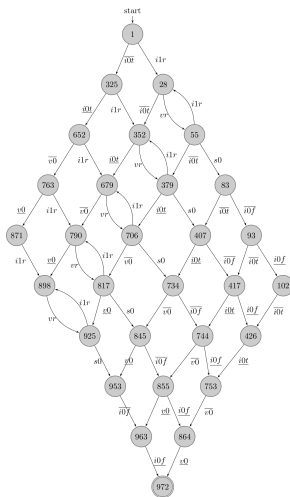 start
1
i0t i1r
325 28
i0t i1r i0t vr i1r
652 352 55
v0 i1r i0t vr i1r i0t s0
763 679 379 83
v0 i1r v0 vr i1r i0t s0 i0t i0f
871 790 706 407 93
i1r v0 vr i1r v0 s0 i0t i0f i0t i0f
898 817 734 417 102
vr i1r v0 s0 v0 i0f i0t i0f i0t
925 845 744 426
s0 v0 i0f v0 i0f i0t
953 855 753
i0f v0 i0f v0
963 864
i0f v0
972